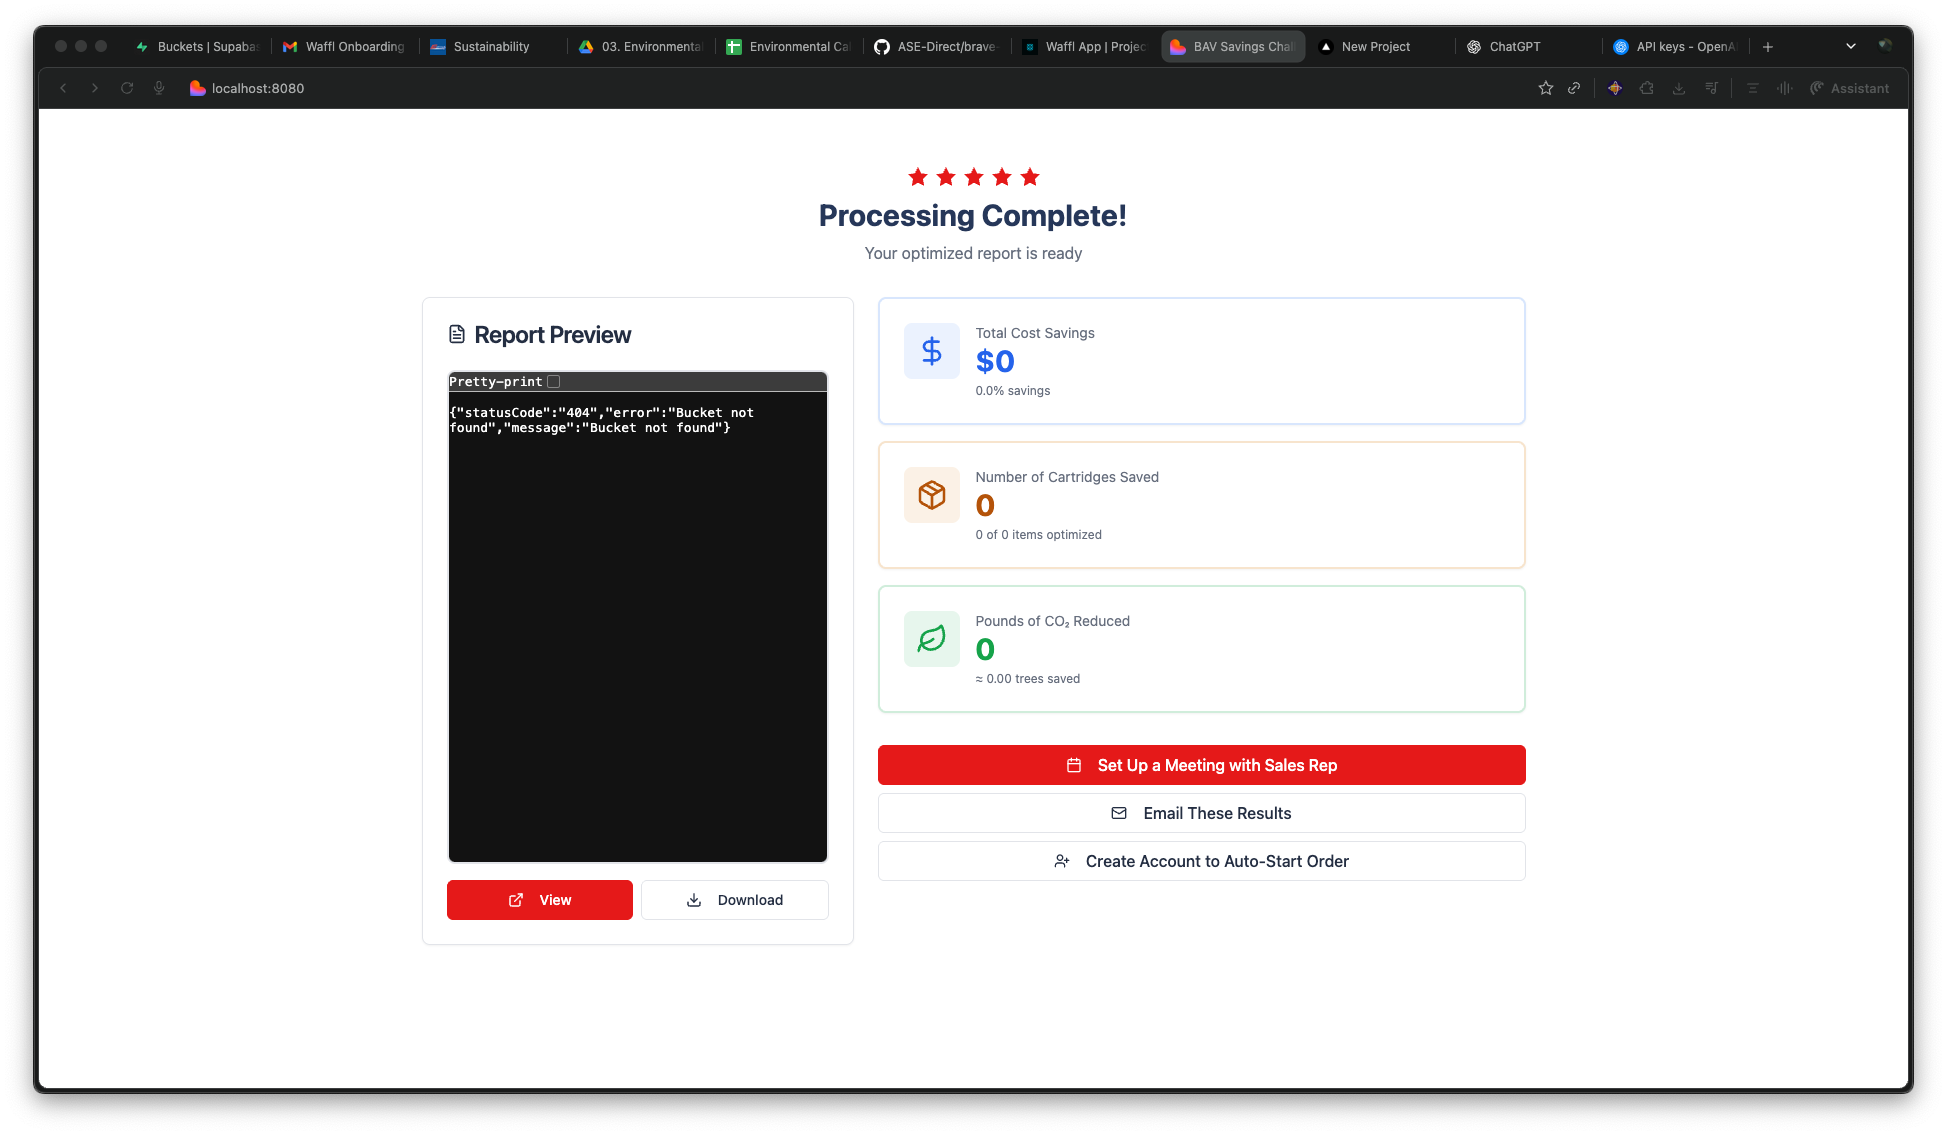 Buckets | Supabas
Waffl Onboarding
Sustainability
03. Environmental
Environmental Cal
ASE-Direct/brave-
Waffl App | Projec
BAV Savings Chal
New Project
ChatGPT
API keys - OpenA
localhost:8080
Assistant
Processing Complete!
Your optimized report is ready
Report Preview
Pretty-print
{"statusCode":"404","error":"Bucket not
found","message":"Bucket not found"}
View
Download
Total Cost Savings
$0
0.0% savings
Number of Cartridges Saved
0
0 of 0 items optimized
Pounds of CO₂ Reduced
0
≈ 0.00 trees saved
Set Up a Meeting with Sales Rep
Email These Results
Create Account to Auto-Start Order